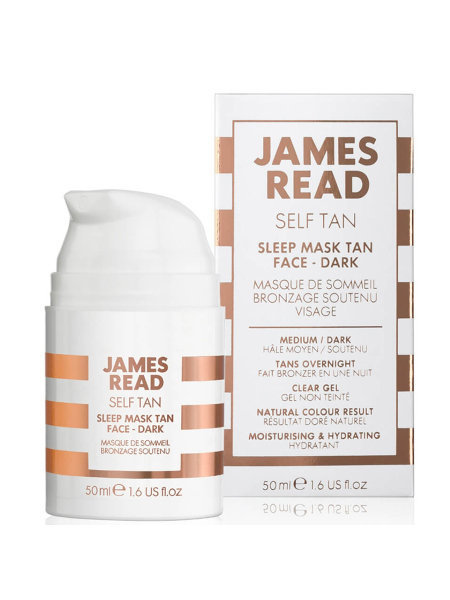 JAMES
READ
SELF TAN
SLEEP MASK TAN
FACE - DARK
MASQUE DE SOMMEIL
BRONZAGE SOUTENU
VISAGE
MEDIUM / DARK
HÂLE MOYEN / SOUTENU
TANS OVERNIGHT
FAIT BRONZER EN UNE NUIT
CLEAR GEL
GEL NON TEINTÉ
NATURAL COLOUR RESULT
RÉSULTAT DORÉ NATUREL
MOISTURISING & HYDRATING
HYDRATANT
50 ml ℮ 1.6 US fl.oz
JAMES
READ
SELF TAN
SLEEP MASK TAN
FACE - DARK
MASQUE DE SOMMEIL
BRONZAGE SOUTENU
50 ml ℮ 1.6 US fl.oz